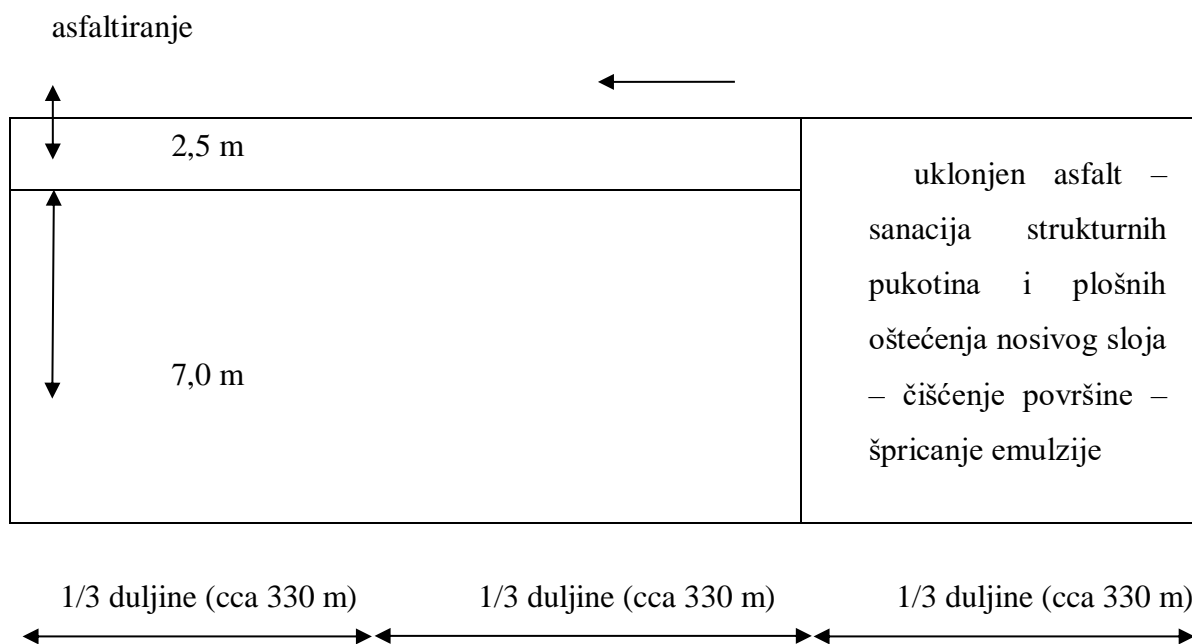 asfaltiranje
2,5 m
7,0 m
uklonjen asfalt –
sanacija strukturnih
pukotina i plošnih
oštećenja nosivog sloja
– čišćenje površine –
špricanje emulzije
1/3 duljine (cca 330 m)
1/3 duljine (cca 330 m)
1/3 duljine (cca 330 m)